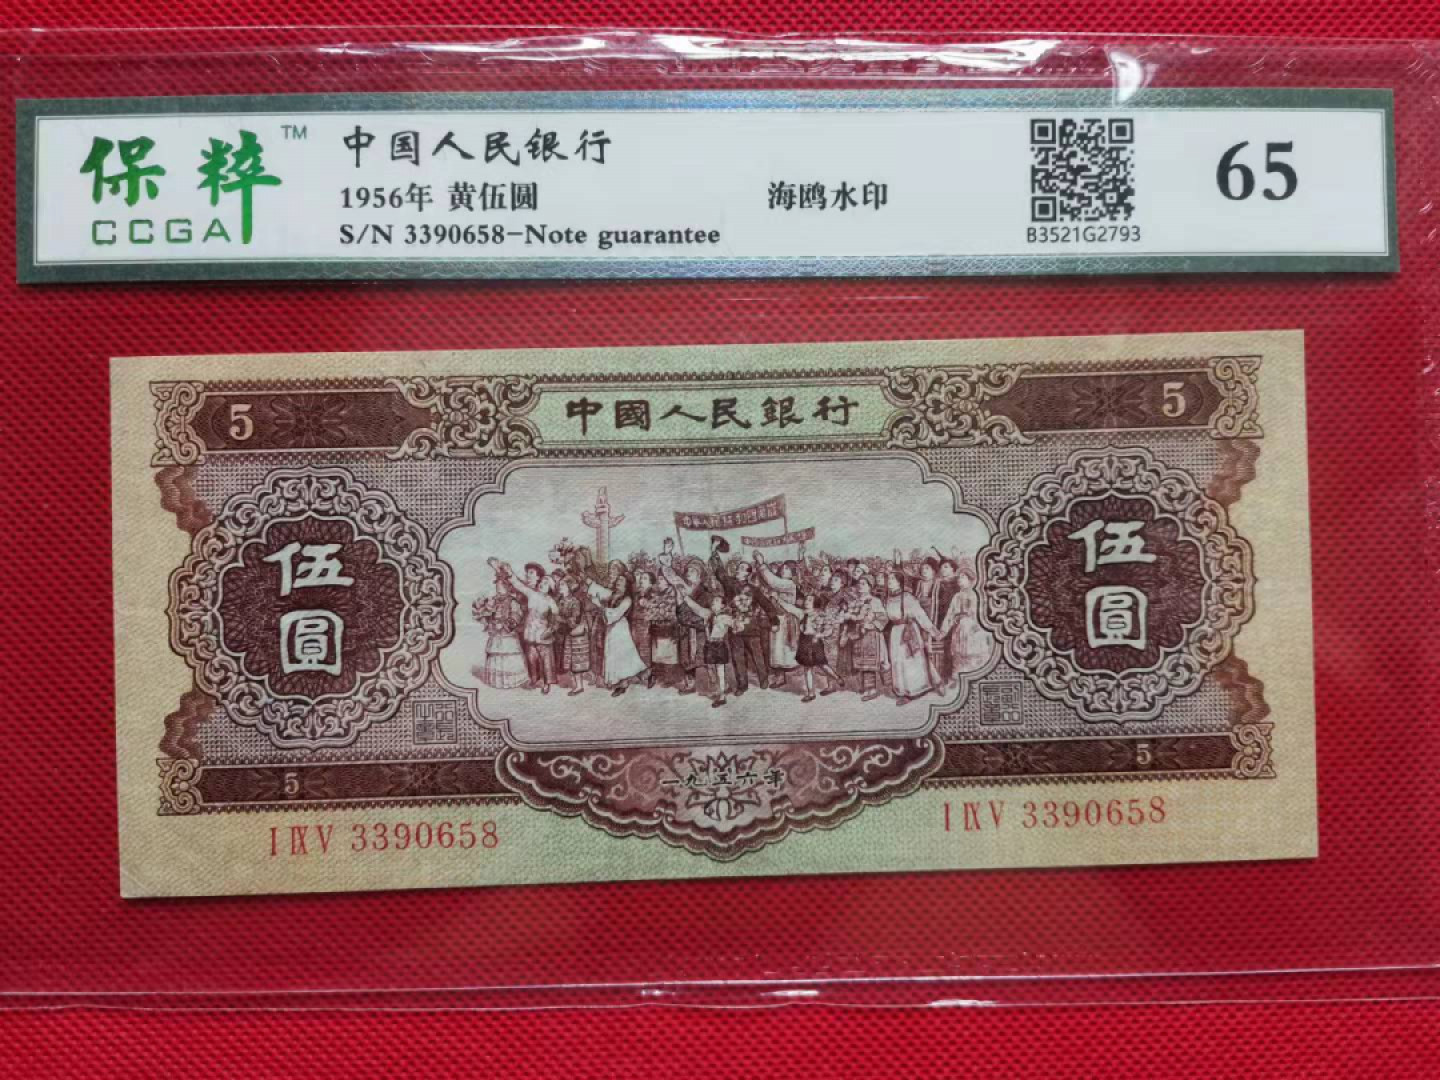 保粹™
CCGA
中国人民银行
1956年 黄伍圆
海鸥水印
S/N 3390658-Note guarantee
B3521G2793
65
5
中國人民銀行
5
伍圓
伍圓
5
一九五六年
5
I IX V 3390658
I IX V 3390658